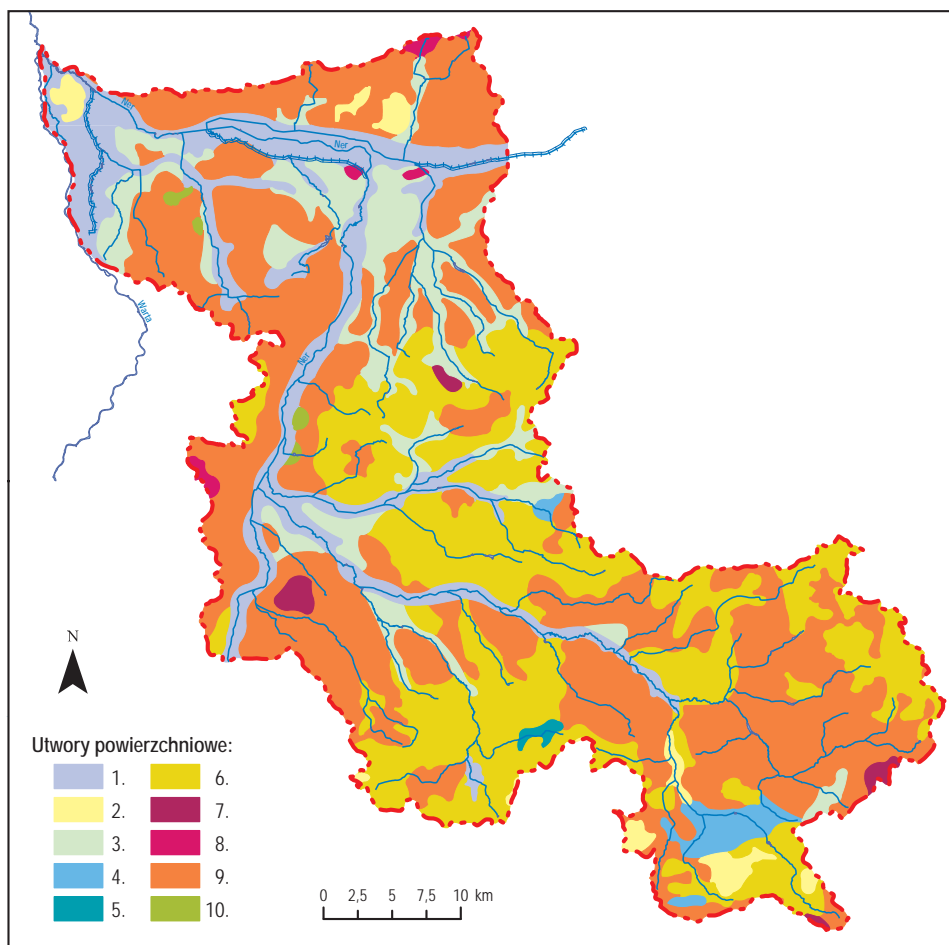 Ner
Ner
Warta
Ner
N
Utwory powierzchniowe:
1. 6.
2. 7.
3. 8.
4. 9.
5. 10.
0 2,5 5 7,5 10 km